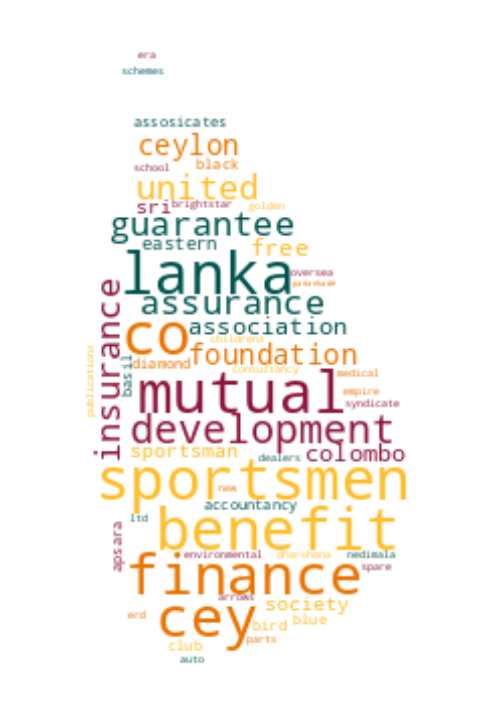 era
schemes
assosicates
ceylon
school black
united
sri brightstar golden
guarantee
eastern free
lanka oversea
assurance
insurance
co association
childrens
foundation
publications
basil diamond consultancy medical
mutual empire
syndicate
development
sportsman dealers colombo
sportsmen
new
accountancy
ltd benefit
apsara
environmental dharshana nedimala
finance spare
arrows society
erd cey bird blue
parts
club
auto